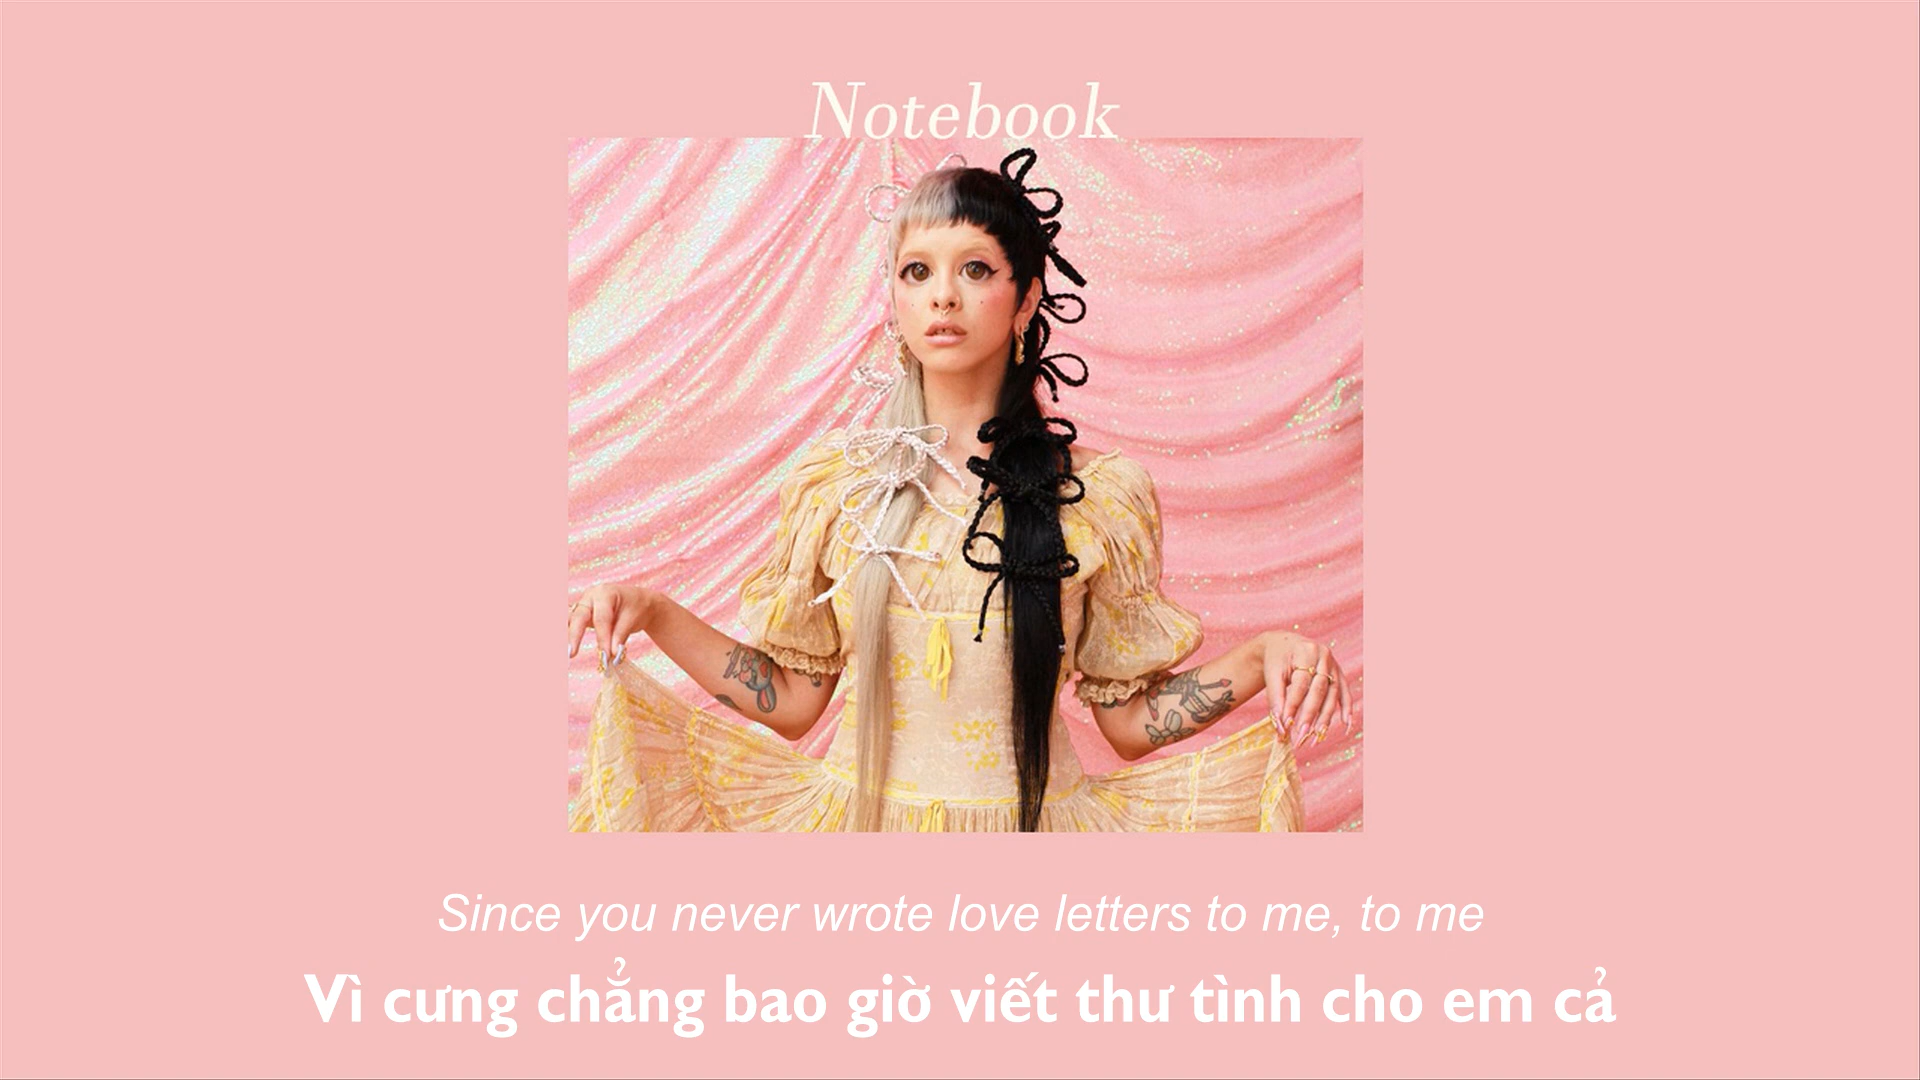 Notebook
Since you never wrote love letters to me, to me
Vì cưng chẳng bao giờ viết thư tình cho em cả